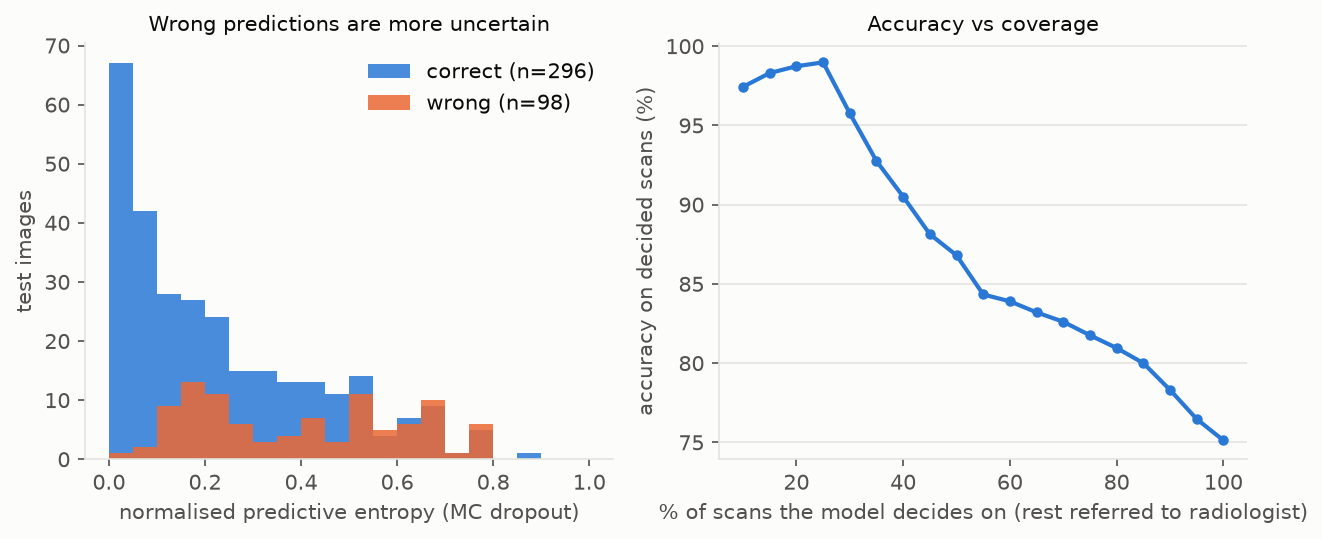 Wrong predictions are more uncertain
70
60
50
40
30
20
10
0
test images
correct (n=296)
wrong (n=98)
0.0 0.2 0.4 0.6 0.8 1.0
normalised predictive entropy (MC dropout)
Accuracy vs coverage
100
95
90
85
80
75
accuracy on decided scans (%)
20 40 60 80 100
% of scans the model decides on (rest referred to radiologist)